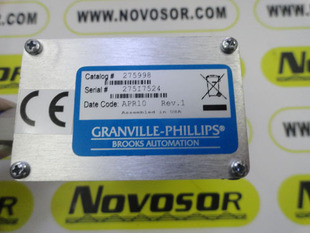 WWW.NOVOSOR.COM
Catalog # 275998
Serial # 27517524
Date Code: APR10 Rev.1
Assembled in USA
CE
GRANVILLE-PHILLIPS®
BROOKS AUTOMATION
NOVOSOR
NOVOSOR